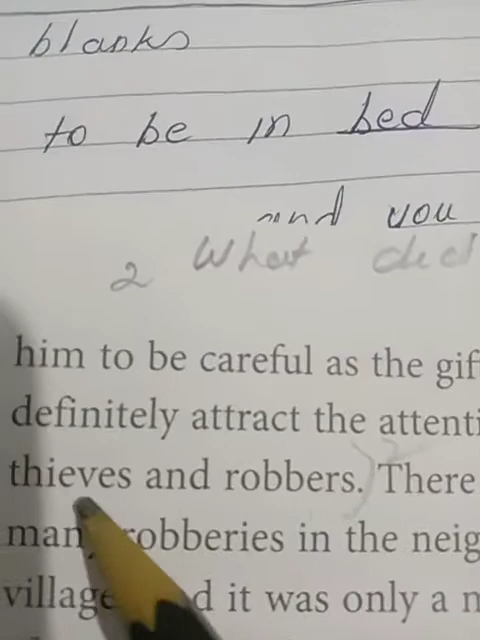 blanks
to be in bed
and you
2 What
him to be careful as the gif
definitely attract the attenti
thieves and robbers. There
many robberies in the neig
village it was only a